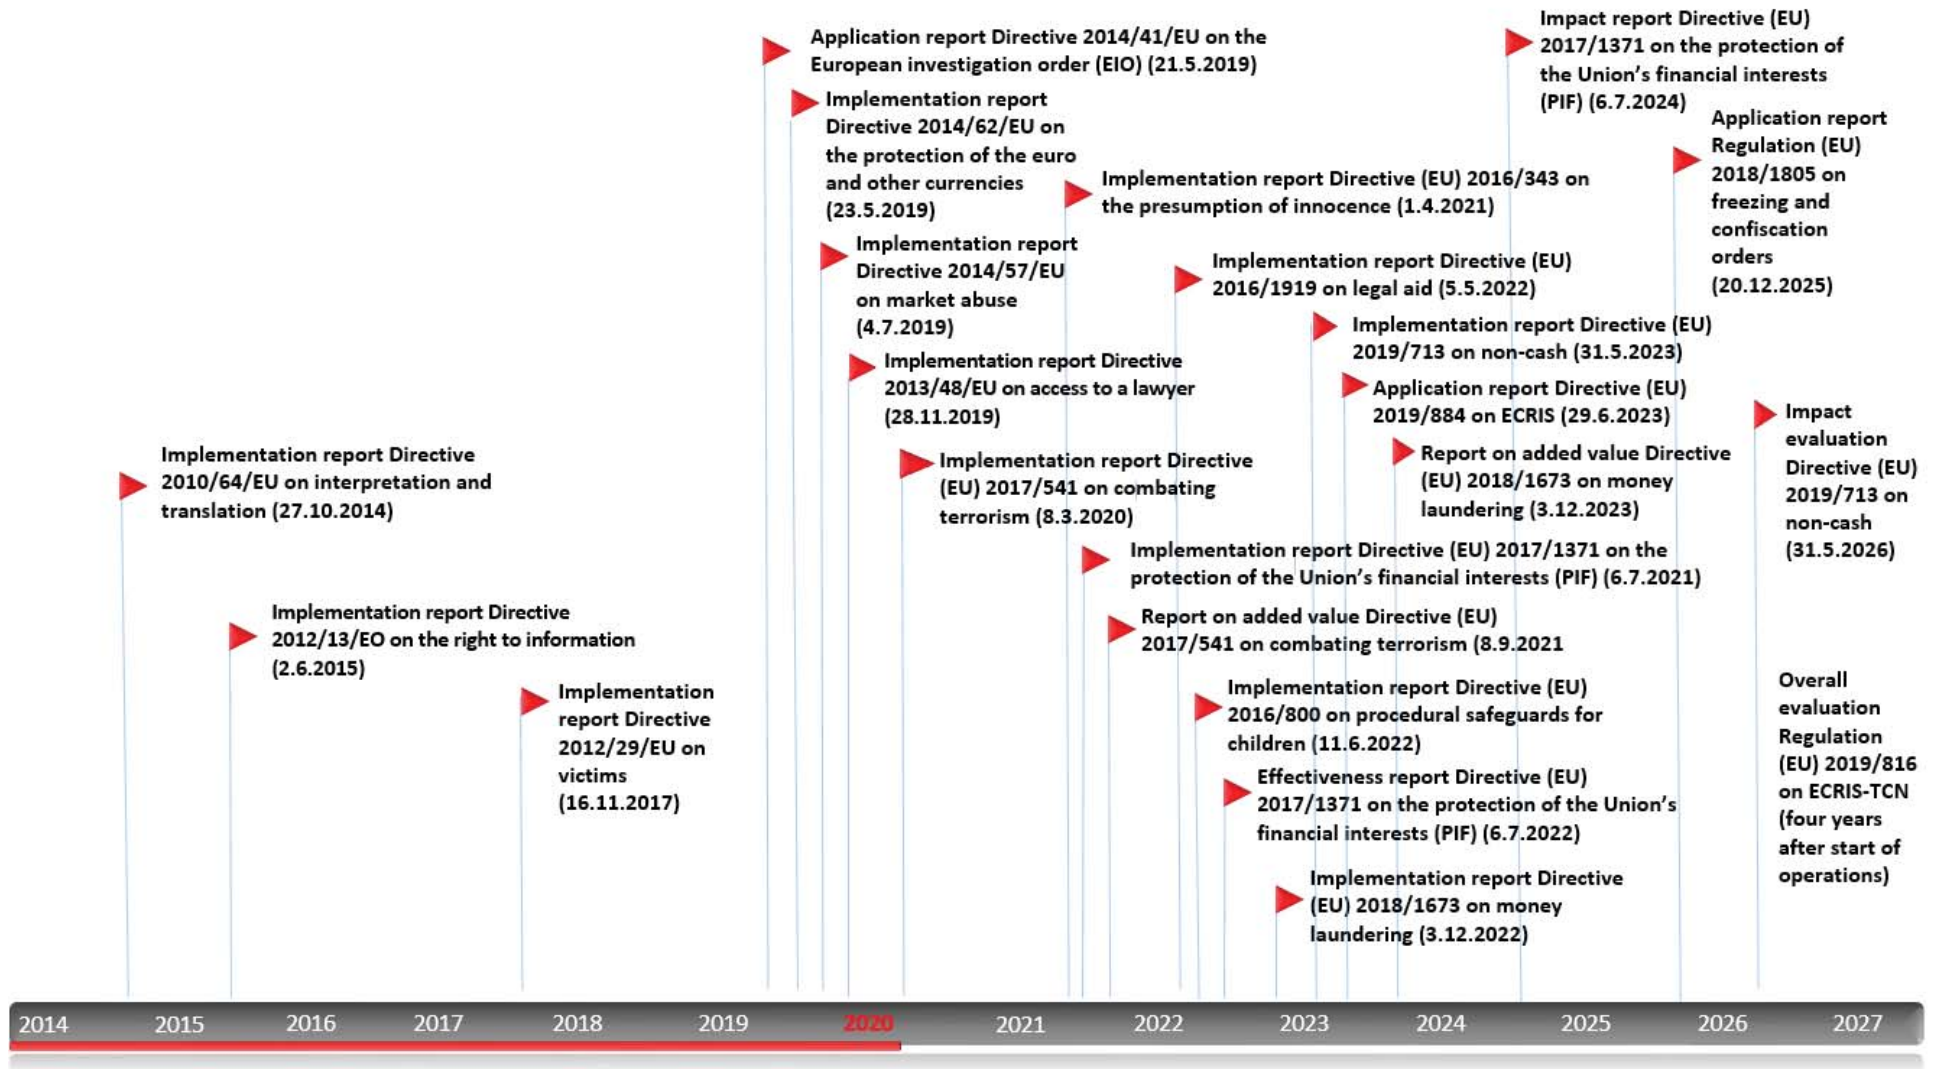 Application report Directive 2014/41/EU on the
European investigation order (EIO) (21.5.2019)
Implementation report
Directive 2014/62/EU on
the protection of the euro
and other currencies
(23.5.2019)
Implementation report
Directive 2014/57/EU
on market abuse
(4.7.2019)
Implementation report Directive
2013/48/EU on access to a lawyer
(28.11.2019)
Implementation report Directive
(EU) 2017/541 on combating
terrorism (8.3.2020)
Implementation report Directive
2010/64/EU on interpretation and
translation (27.10.2014)
Implementation report Directive
2012/13/EO on the right to information
(2.6.2015)
Implementation
report Directive
2012/29/EU on
victims
(16.11.2017)
Impact report Directive (EU)
2017/1371 on the protection of
the Union's financial interests
(PIF) (6.7.2024)
Application report
Regulation (EU)
2018/1805 on
freezing and
confiscation
orders
(20.12.2025)
Implementation report Directive (EU) 2016/343 on
the presumption of innocence (1.4.2021)
Implementation report Directive (EU)
2016/1919 on legal aid (5.5.2022)
Implementation report Directive (EU)
2019/713 on non-cash (31.5.2023)
Application report Directive (EU)
2019/884 on ECRIS (29.6.2023)
Report on added value Directive
(EU) 2018/1673 on money
laundering (3.12.2023)
Impact
evaluation
Directive (EU)
2019/713 on
non-cash
(31.5.2026)
Implementation report Directive (EU) 2017/1371 on the
protection of the Union's financial interests (PIF) (6.7.2021)
Report on added value Directive (EU)
2017/541 on combating terrorism (8.9.2021
Implementation report Directive (EU)
2016/800 on procedural safeguards for
children (11.6.2022)
Effectiveness report Directive (EU)
2017/1371 on the protection of the Union's
financial interests (PIF) (6.7.2022)
Implementation report Directive
(EU) 2018/1673 on money
laundering (3.12.2022)
Overall
evaluation
Regulation
(EU) 2019/816
on ECRIS-TCN
(four years
after start of
operations)
2014 2015 2016 2017 2018 2019 2020 2021 2022 2023 2024 2025 2026 2027